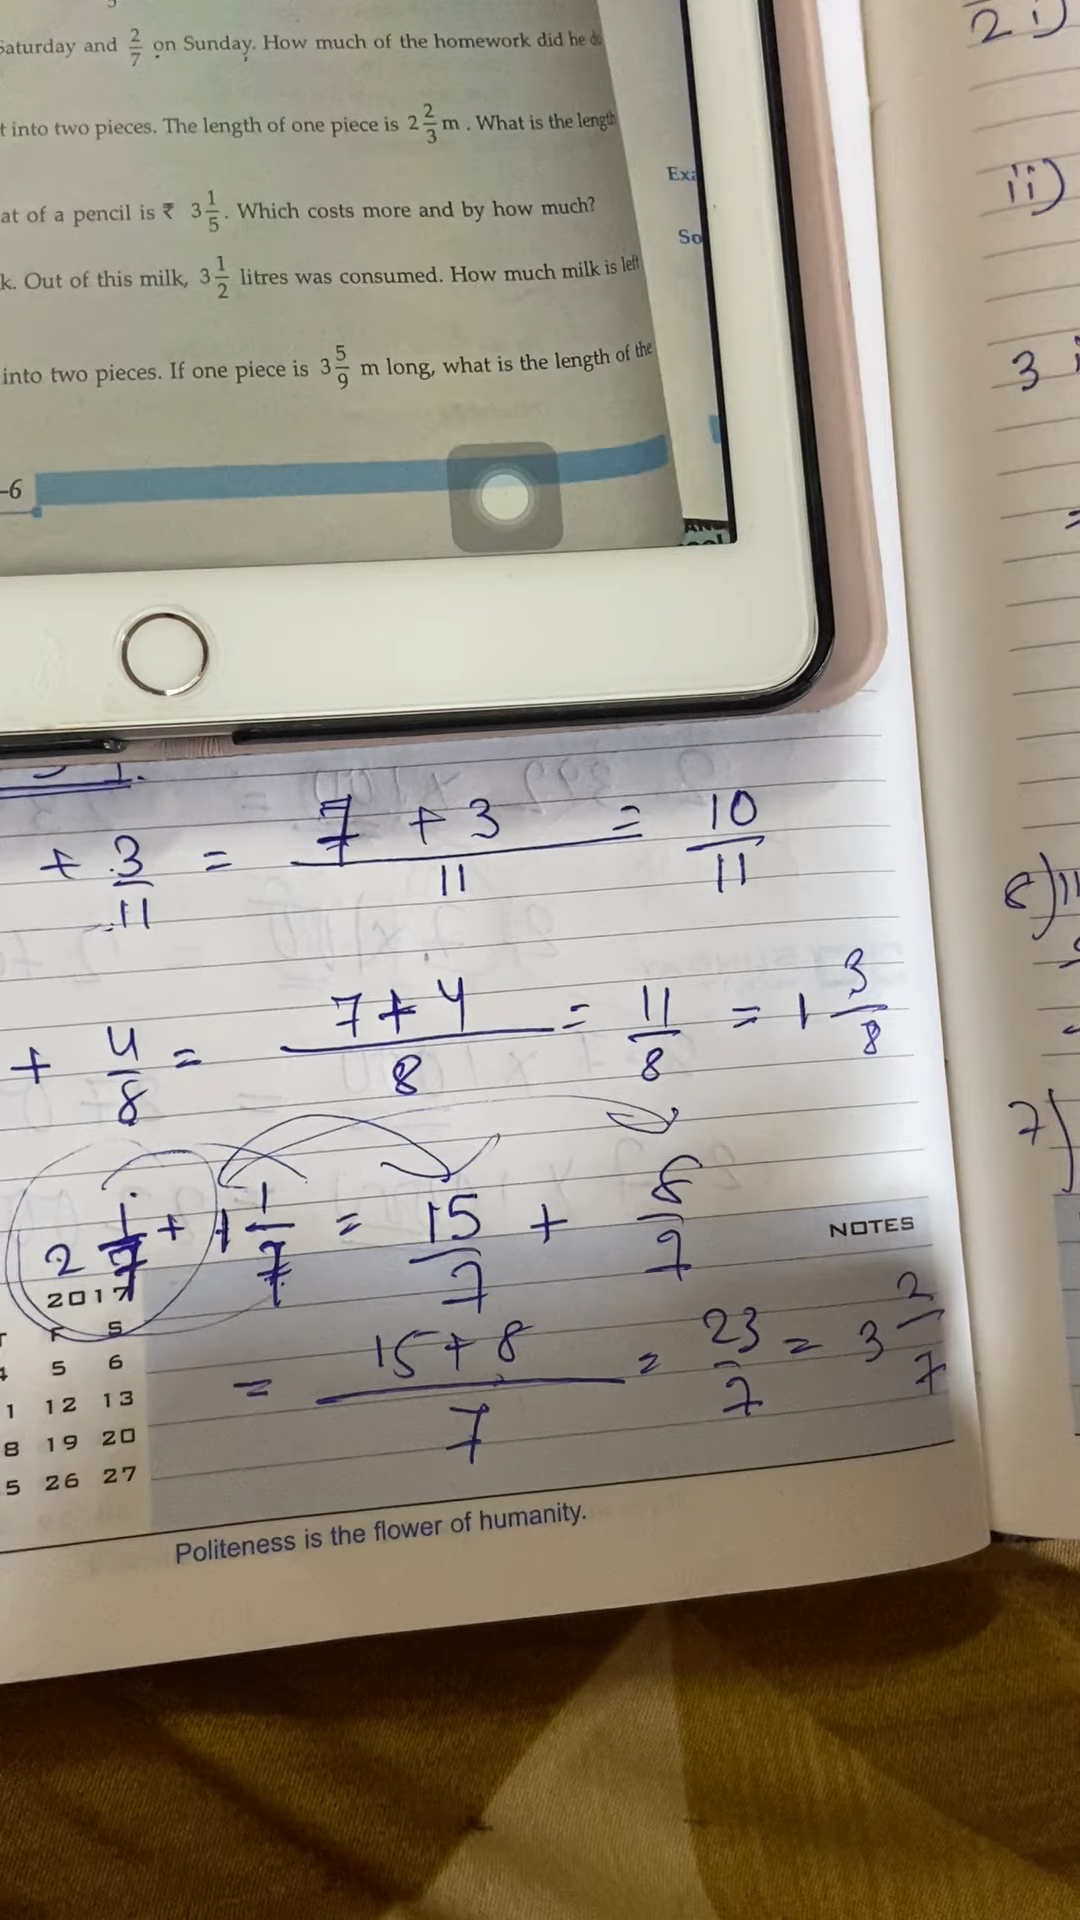 Saturday and 2/7 on Sunday. How much of the homework did he
t into two pieces. The length of one piece is 2 2/3 m. What is the length
at of a pencil is ₹ 3 1/5. Which costs more and by how much?
k. Out of this milk, 3 1/2 litres was consumed. How much milk is left
into two pieces. If one piece is 3 5/9 m long, what is the length of the
-6
Exa
So
+ 3/11 = 7 + 3 / 11 = 10/11
+ 4/8 = 7 + 4 / 8 = 11/8 = 1 3/8
2 1/7 + 1 1/7 = 15/7 + 8/7
= 15 + 8 / 7 = 23/7 = 3 2/7
NOTES
2017
T F S
4 5 6
1 12 13
8 19 20
5 26 27
Politeness is the flower of humanity.
2 i)
ii)
3
8) 11
7)